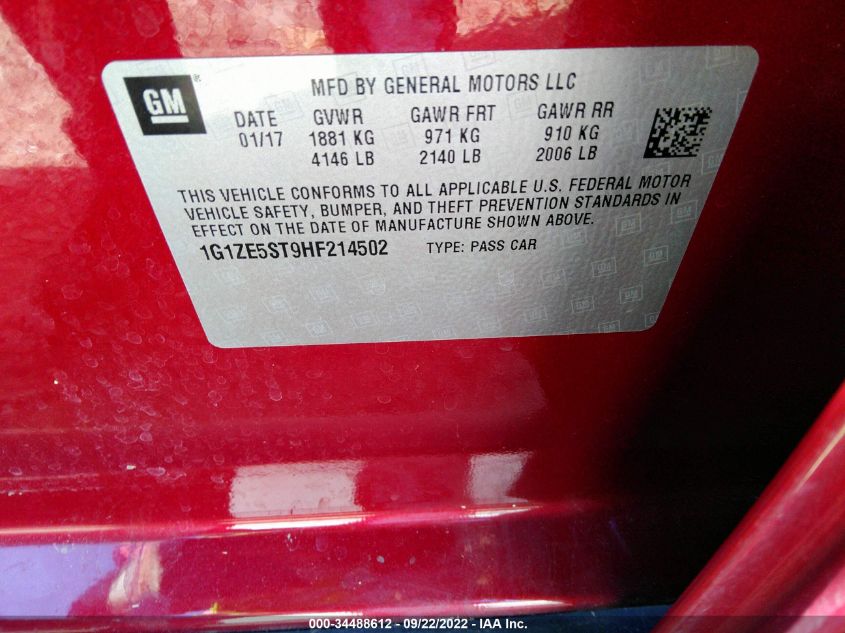 GM
MFD BY GENERAL MOTORS LLC
DATE GVWR GAWR FRT GAWR RR
01/17 1881 KG 971 KG 910 KG
4146 LB 2140 LB 2006 LB
THIS VEHICLE CONFORMS TO ALL APPLICABLE U.S. FEDERAL MOTOR
VEHICLE SAFETY, BUMPER, AND THEFT PREVENTION STANDARDS IN
EFFECT ON THE DATE OF MANUFACTURE SHOWN ABOVE.
1G1ZE5ST9HF214502 TYPE: PASS CAR
000-34488612 - 09/22/2022 - IAA Inc.